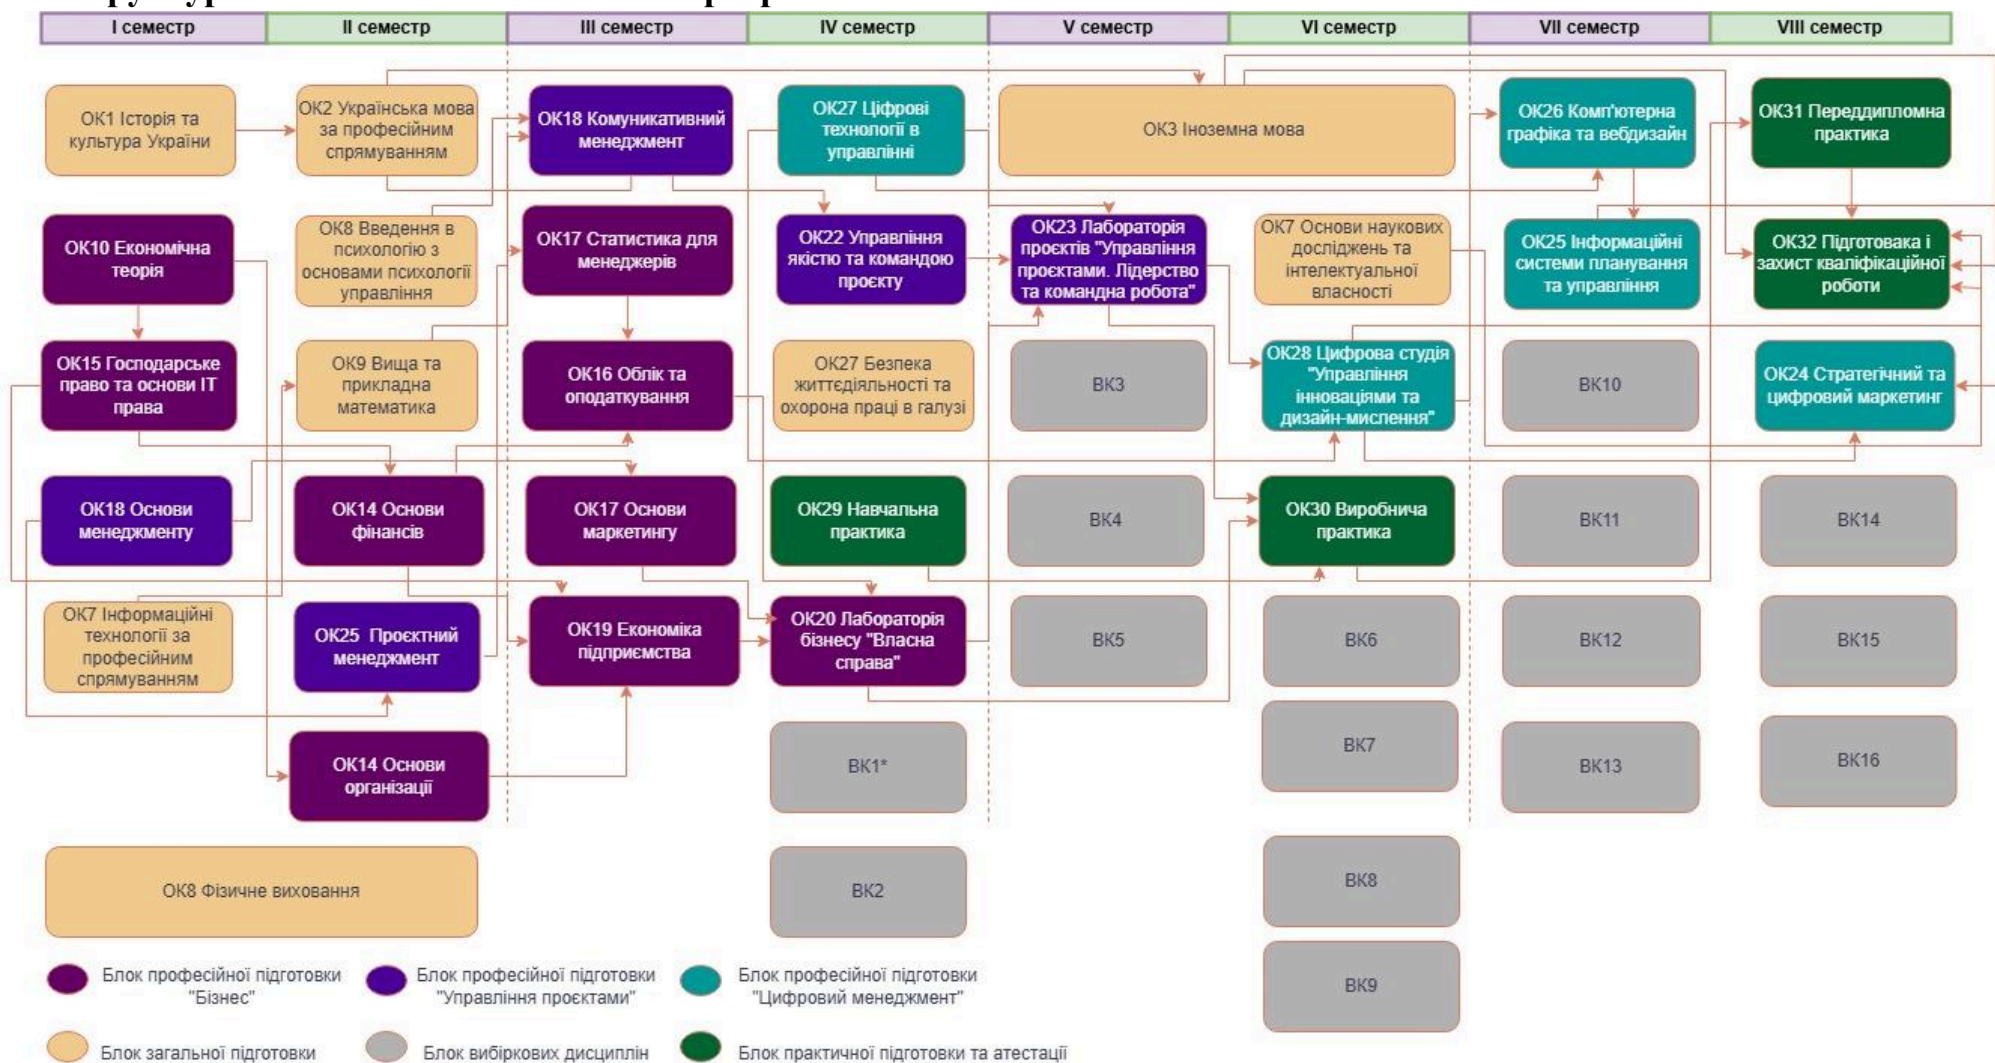 I семестр
II семестр
III семестр
IV семестр
V семестр
VI семестр
VII семестр
VIII семестр
ОК1 Історія та
культура України
ОК2 Українська мова
за професійним
спрямуванням
ОК18 Комунікативний
менеджмент
ОК27 Цифрові
технології в
управлінні
ОК3 Іноземна мова
ОК26 Комп'ютерна
графіка та вебдизайн
ОК31 Переддипломна
практика
ОК10 Економічна
теорія
ОК8 Введення в
психологію з
основами психології
управління
ОК17 Статистика для
менеджерів
ОК22 Управління
якістю та командою
проєкту
ОК23 Лабораторія
проєктів "Управління
проєктами. Лідерство
та командна робота"
ОК7 Основи наукових
досліджень та
інтелектуальної
власності
ОК25 Інформаційні
системи планування
та управління
ОК32 Підготовака і
захист кваліфікаційної
роботи
ОК15 Господарське
право та основи ІТ
права
ОК9 Вища та
прикладна
математика
ОК16 Облік та
оподаткування
ОК27 Безпека
життєдіяльності та
охорона праці в галузі
ВК3
ОК28 Цифрова студія
"Управління
інноваціями та
дизайн-мислення"
ВК10
ОК24 Стратегічний та
цифровий маркетинг
ОК18 Основи
менеджменту
ОК14 Основи
фінансів
ОК17 Основи
маркетингу
ОК29 Навчальна
практика
ВК4
ОК30 Виробнича
практика
ВК11
ВК14
ОК7 Інформаційні
технології за
професійним
спрямуванням
ОК25 Проєктний
менеджмент
ОК19 Економіка
підприємства
ОК20 Лабораторія
бізнесу "Власна
справа"
ВК5
ВК6
ВК12
ВК15
ОК14 Основи
організації
ВК1*
ВК7
ВК13
ВК16
ОК8 Фізичне виховання
ВК2
ВК8
ВК9
Блок професійної підготовки
"Бізнес"
Блок професійної підготовки
"Управління проєктами"
Блок професійної підготовки
"Цифровий менеджмент"
Блок загальної підготовки
Блок вибіркових дисциплін
Блок практичної підготовки та атестації